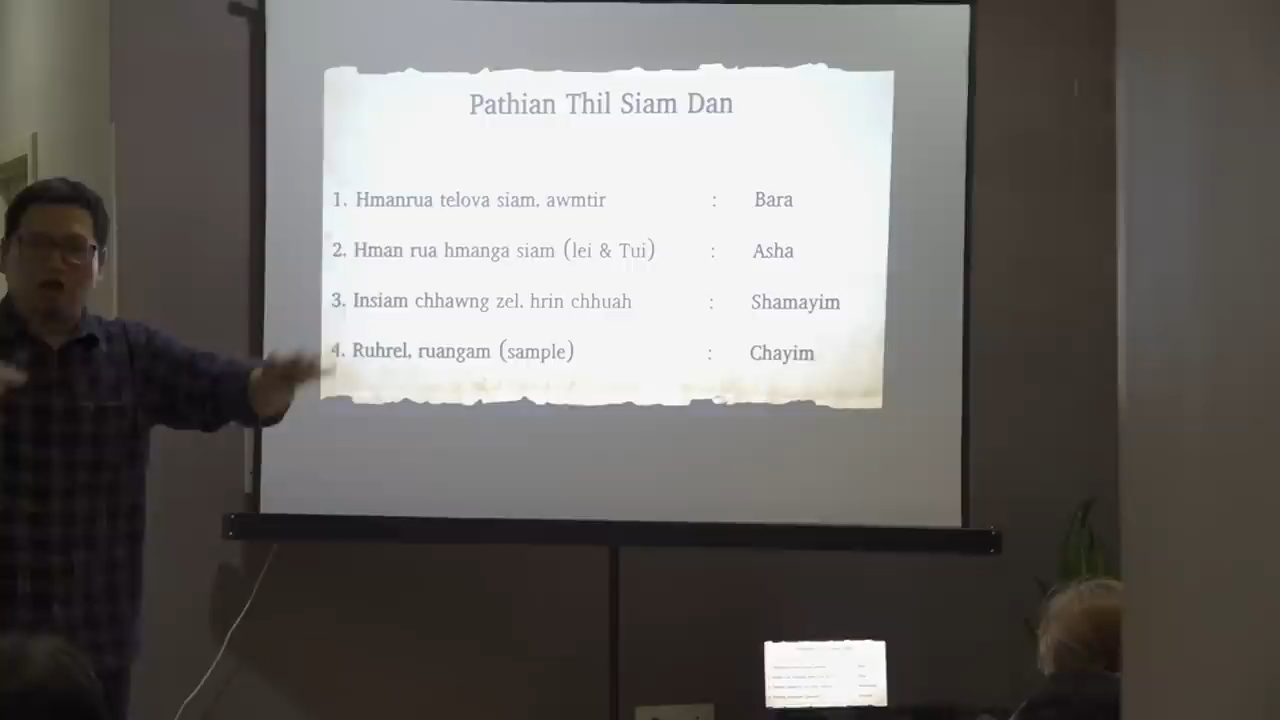 Pathian Thil Siam Dan
1. Hmanrua telova siam, awmtir : Bara
2. Hman rua hmanga siam (lei & Tui) : Asha
3. Insiam chhawng zel, hrin chhuah : Shamayim
4. Ruhrel, ruangam (sample) : Chayim